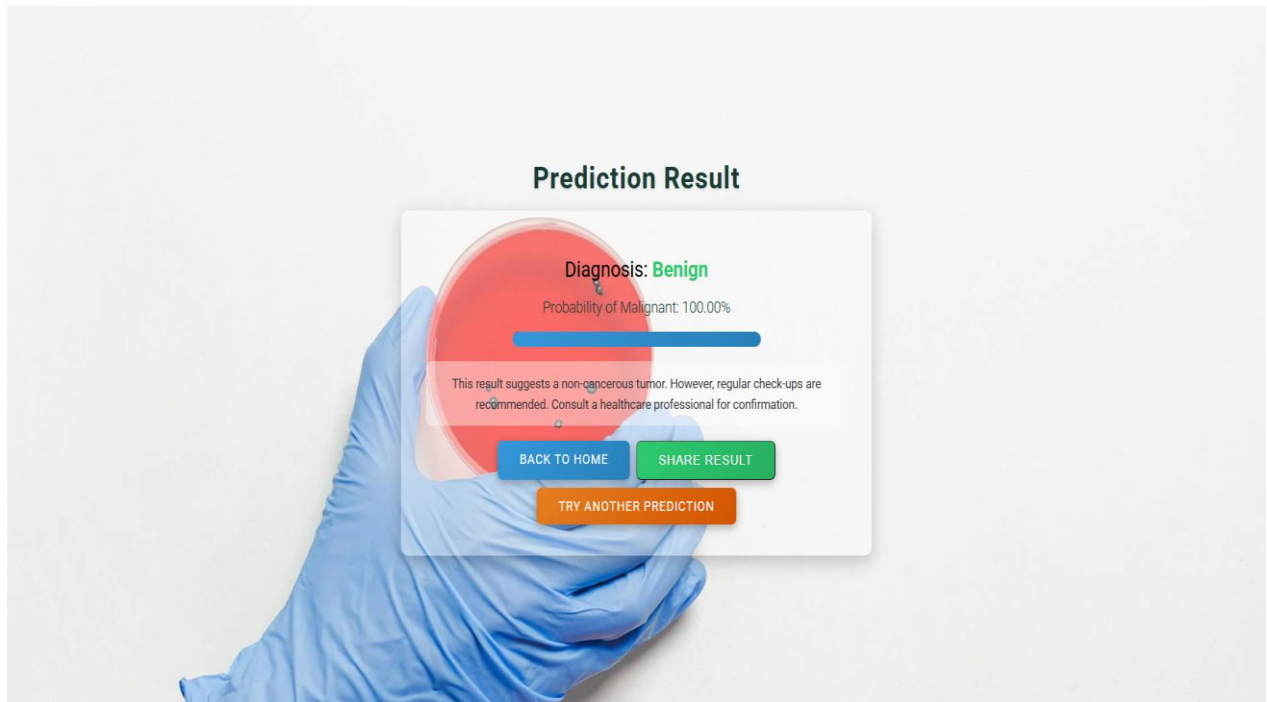 Prediction Result
Diagnosis: Benign
Probability of Malignant: 100.00%
This result suggests a non-cancerous tumor. However, regular check-ups are
recommended. Consult a healthcare professional for confirmation.
BACK TO HOME
SHARE RESULT
TRY ANOTHER PREDICTION